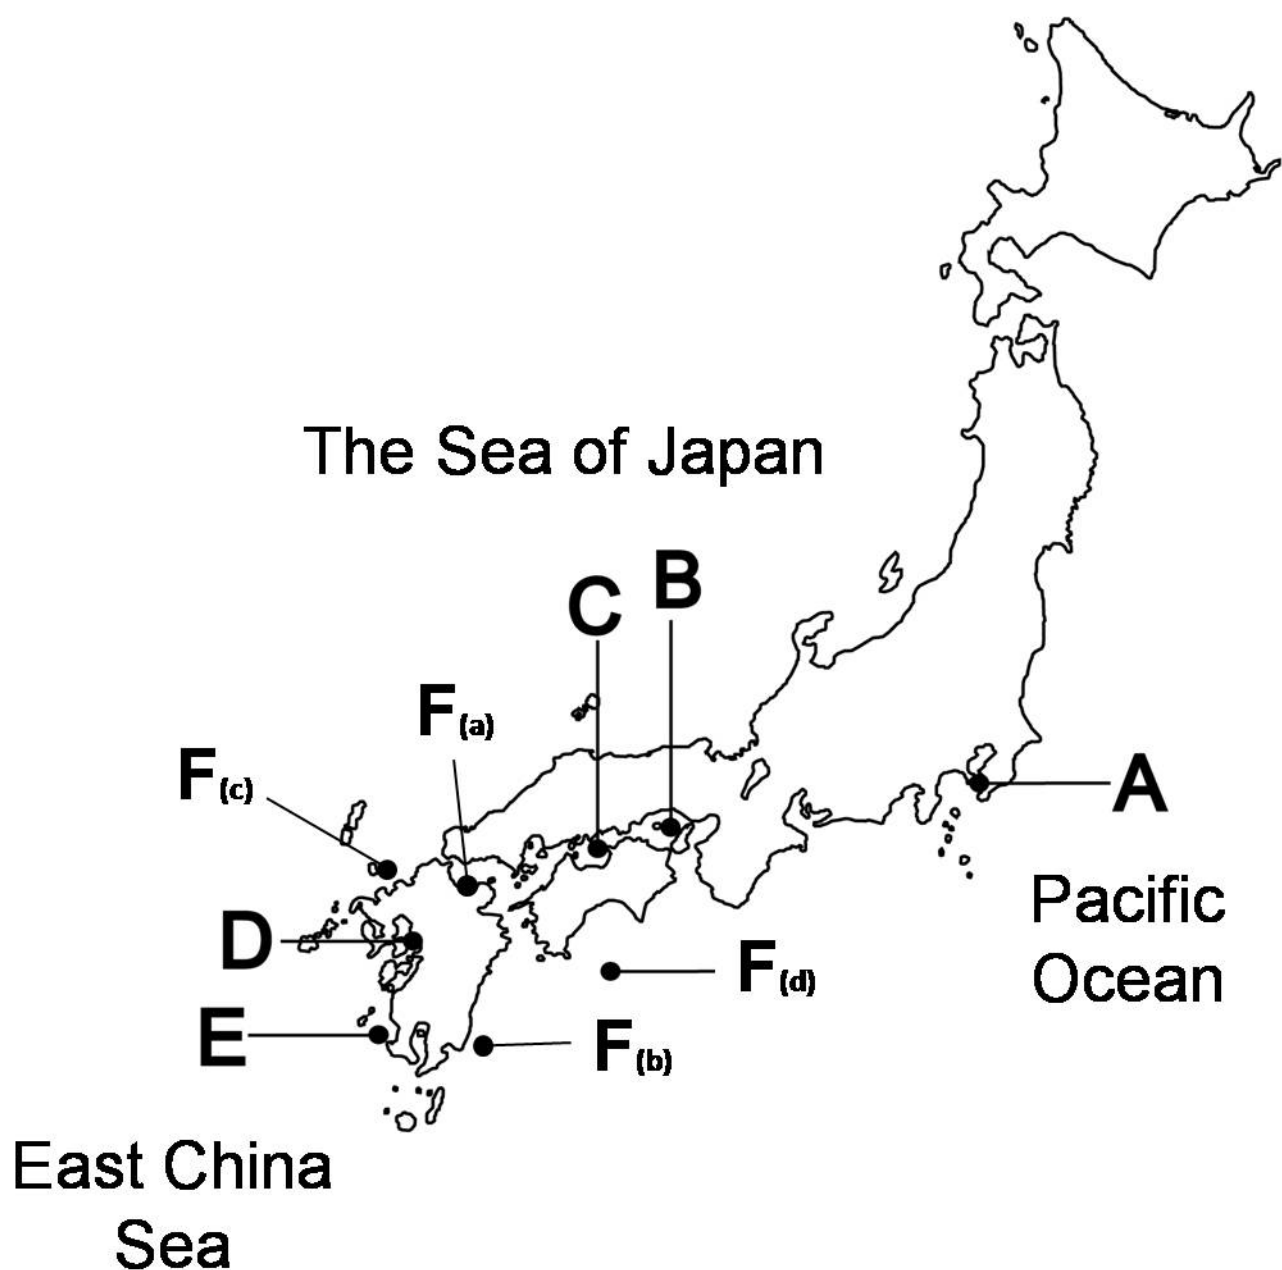 The Sea of Japan
B
C
F(a)
F(c)
A
Pacific
Ocean
D
F(d)
E
F(b)
East China
Sea